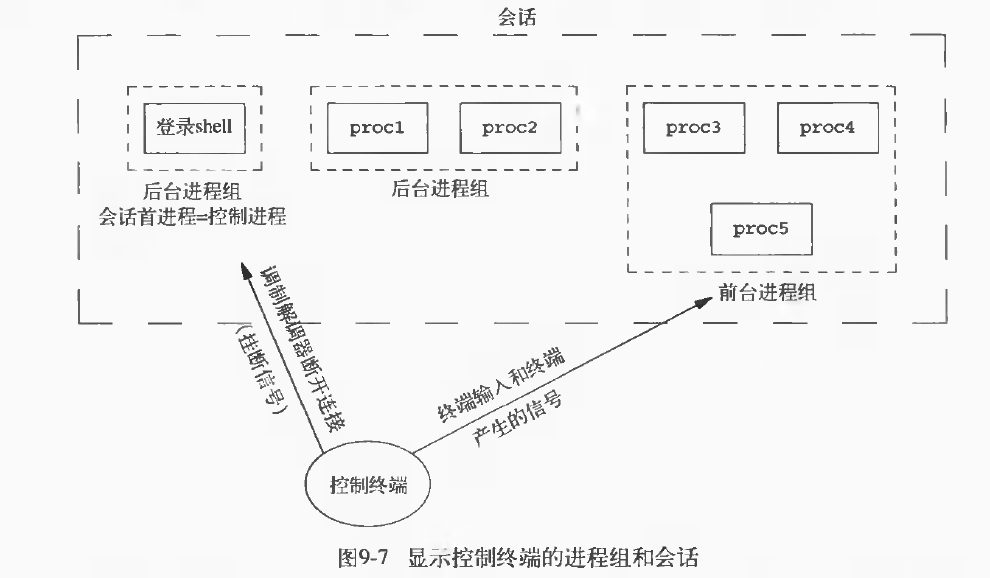 会话
登录shell
proc1
proc2
proc3
proc4
proc5
后台进程组
会话首进程=控制进程
后台进程组
前台进程组
调制解调器断开连接
（挂断信号）
终端输入和终端
产生的信号
控制终端
图9-7 显示控制终端的进程组和会话